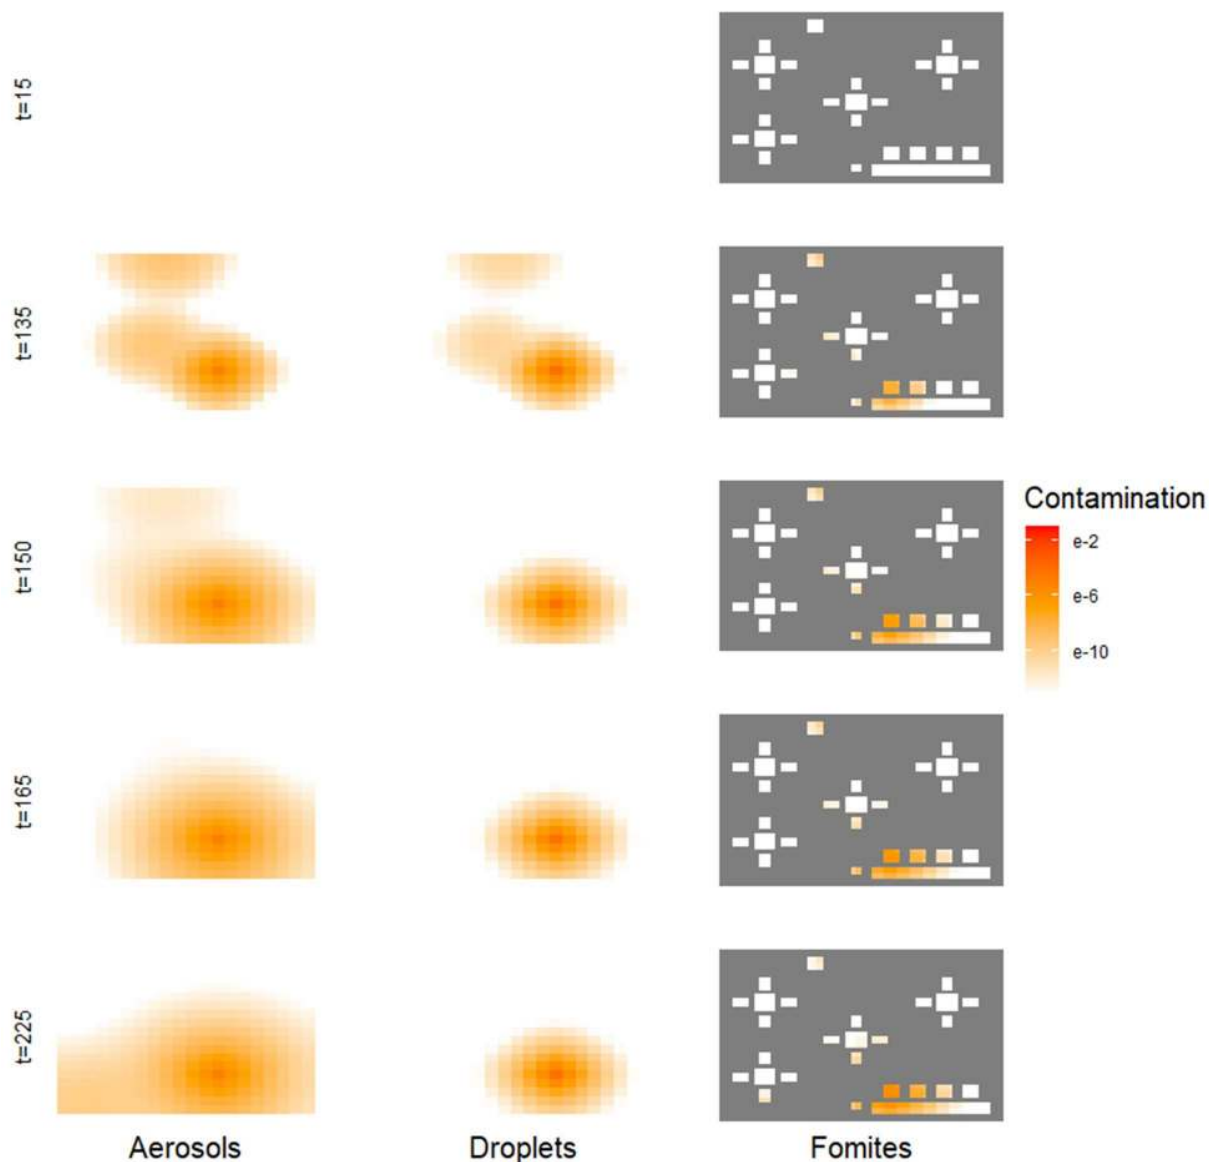 t=15
t=135
t=150
Contamination
e-2
e-6
e-10
t=165
t=225
Aerosols
Droplets
Fomites